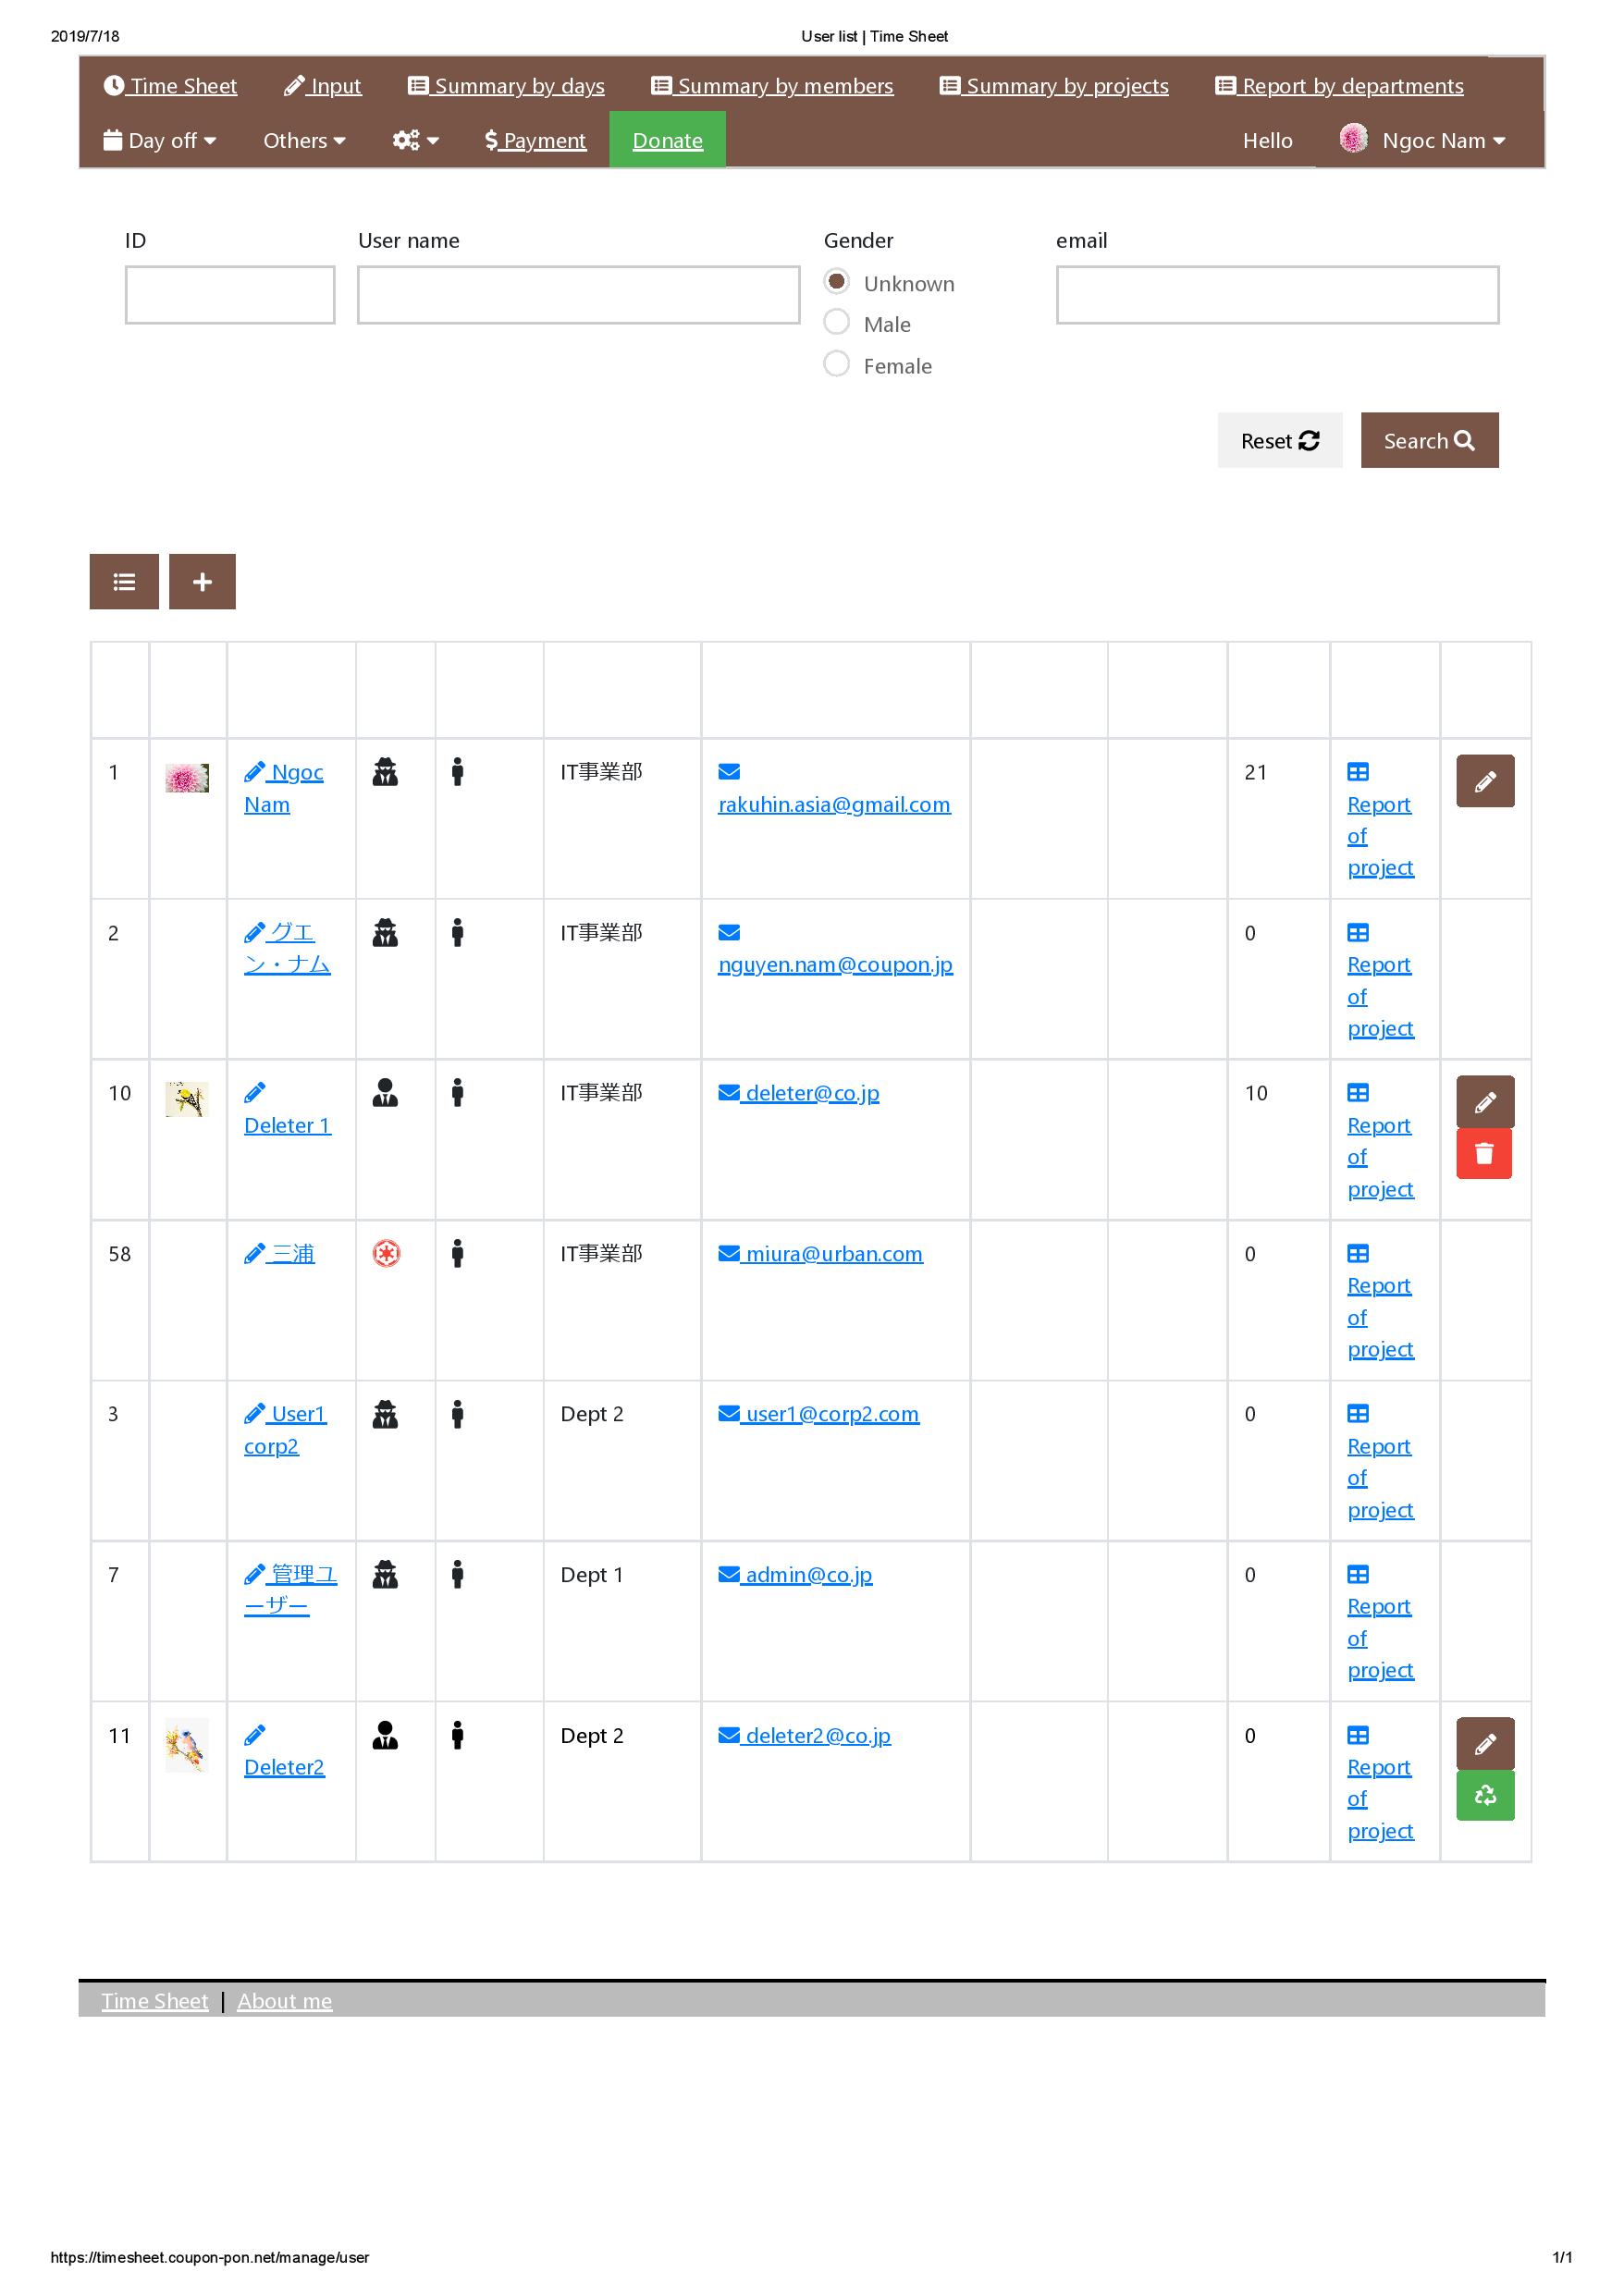 2019/7/18 User list | Time Sheet
Time Sheet Input Summary by days Summary by members Summary by projects Report by departments
Day off Others Payment Donate Hello Ngoc Nam
ID User name Gender email
Unknown
Male
Female
Reset Search
1 Ngoc IT事業部 21
Nam rakuhin.asia@gmail.com Report
of
project
2 グエ IT事業部 0
ン・ナム nguyen.nam@coupon.jp Report
of
project
10 IT事業部 deleter@co.jp 10
Deleter 1 Report
of
project
58 三浦 IT事業部 miura@urban.com 0
Report
of
project
3 User1 Dept 2 user1@corp2.com 0
corp2 Report
of
project
7 管理ユ Dept 1 admin@co.jp 0
ーザー Report
of
project
11 Dept 2 deleter2@co.jp 0
Deleter2 Report
of
project
Time Sheet | About me
https://timesheet.coupon-pon.net/manage/user 1/1